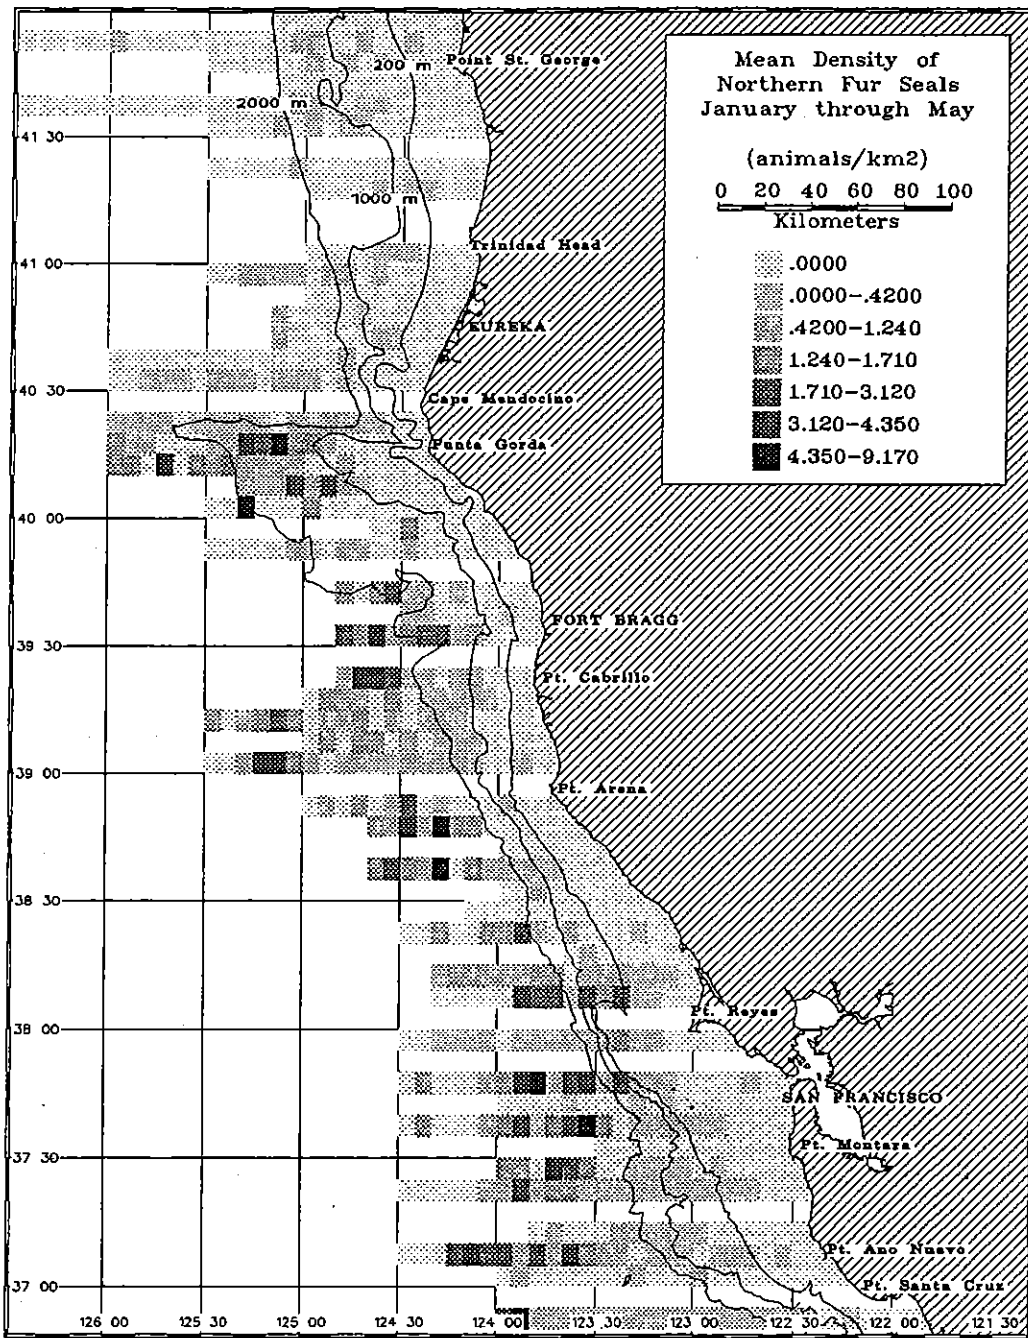 Mean Density of
Northern Fur Seals
January through May
(animals/km2)
0 20 40 60 80 100
Kilometers
.0000
.0000-.4200
.4200-1.240
1.240-1.710
1.710-3.120
3.120-4.350
4.350-9.170
Point St. George
200 m
2000 m
41 30
1000 m
Trinidad Head
41 00
EUREKA
40 30
Cape Mendocino
Punta Gorda
40 00
FORT BRAGG
39 30
Pt. Cabrillo
39 00
Pt. Arena
38 30
38 00
Pt. Reyes
SAN FRANCISCO
Pt. Montara
37 30
Pt. Ano Nuevo
37 00
Pt. Santa Cruz
126 00 125 30 125 00 124 30 124 00 123 30 123 00 122 30 122 00 121 30